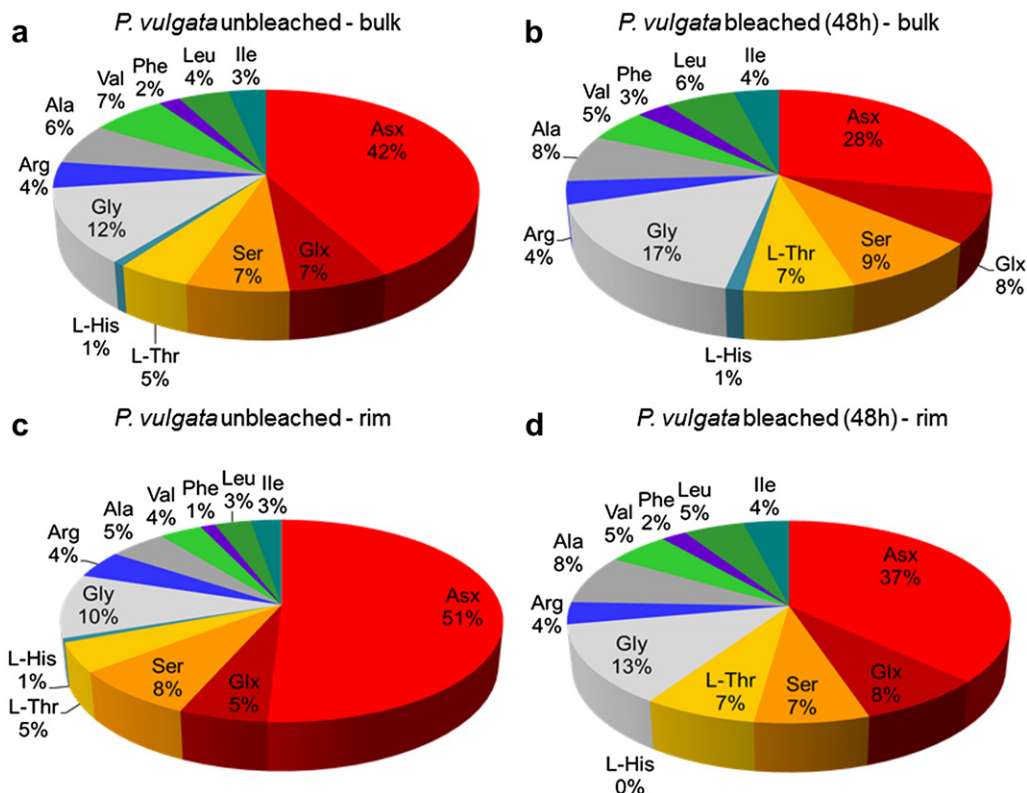 a
P. vulgata unbleached - bulk
Asx
42%
Glx
7%
Ser
7%
L-Thr
5%
L-His
1%
Gly
12%
Arg
4%
Ala
6%
Val
7%
Phe
2%
Leu
4%
Ile
3%
b
P. vulgata bleached (48h) - bulk
Asx
28%
Glx
8%
Ser
9%
L-Thr
7%
L-His
1%
Gly
17%
Arg
4%
Ala
8%
Val
5%
Phe
3%
Leu
6%
Ile
4%
c
P. vulgata unbleached - rim
Asx
51%
Glx
5%
Ser
8%
L-Thr
5%
L-His
1%
Gly
10%
Arg
4%
Ala
5%
Val
4%
Phe
1%
Leu
3%
Ile
3%
d
P. vulgata bleached (48h) - rim
Asx
37%
Glx
8%
Ser
7%
L-Thr
7%
L-His
0%
Gly
13%
Arg
4%
Ala
8%
Val
5%
Phe
2%
Leu
5%
Ile
4%